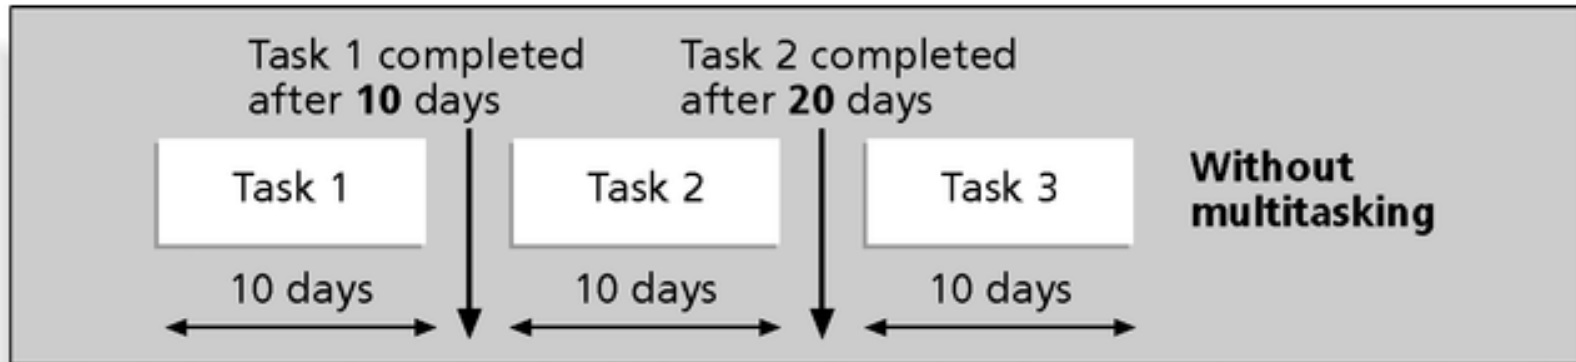 Task 1 completed
after 10 days
Task 2 completed
after 20 days
Task 1
Task 2
Task 3
Without
multitasking
10 days
10 days
10 days